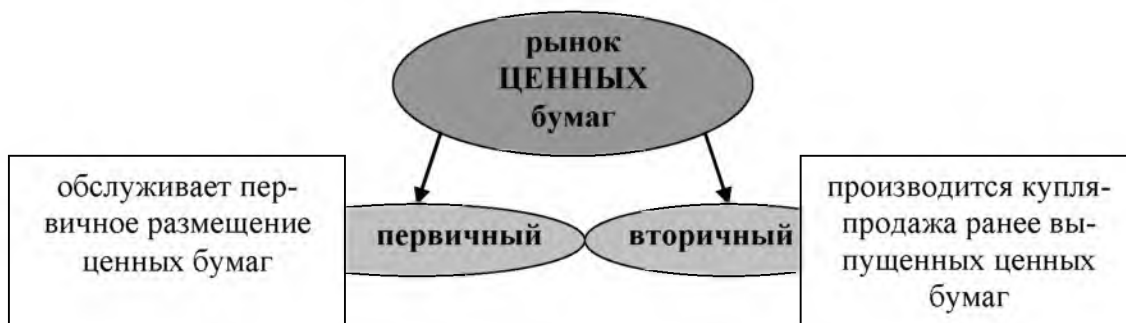 рынок
ЦЕННЫХ
бумаг
обслуживает пер-
вичное размещение
ценных бумаг
первичный
вторичный
производится купля-
продажа ранее вы-
пущенных ценных
бумаг